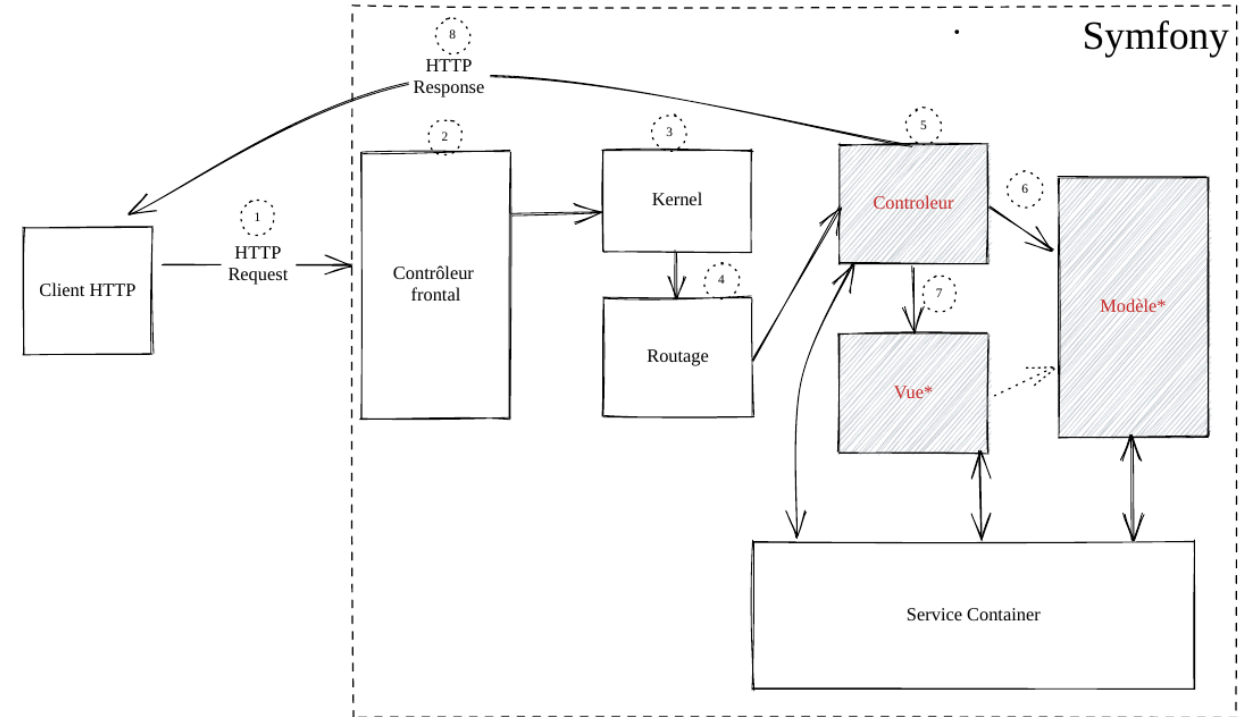 Symfony
8
HTTP
Response
1
HTTP
Request
Client HTTP
2
Contrôleur
frontal
3
Kernel
4
Routage
5
Controleur
6
Modèle*
7
Vue*
Service Container